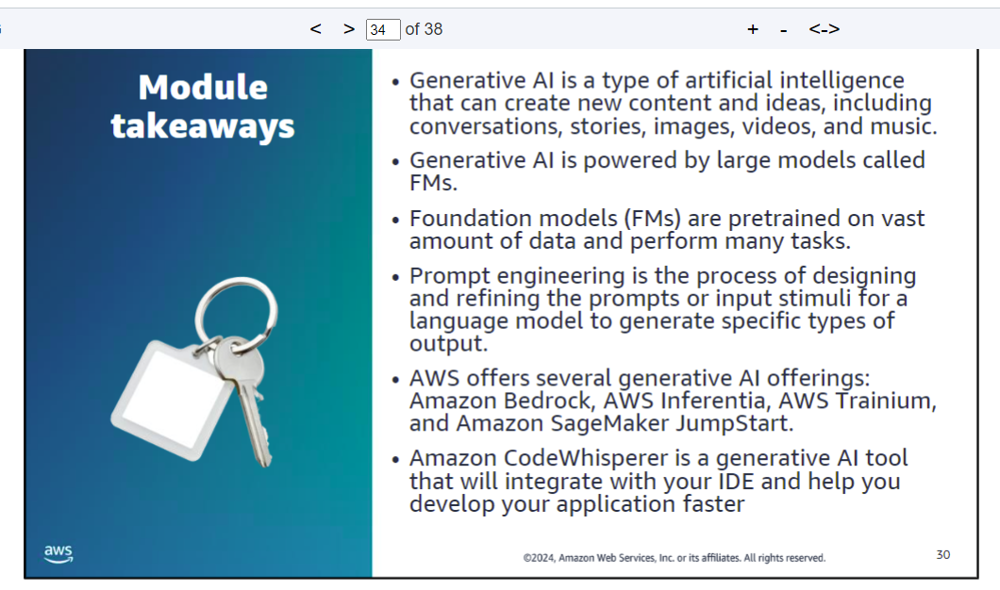 < > 34 of 38 + - <->
Module
takeaways
• Generative AI is a type of artificial intelligence
that can create new content and ideas, including
conversations, stories, images, videos, and music.
• Generative AI is powered by large models called
FMs.
• Foundation models (FMs) are pretrained on vast
amount of data and perform many tasks.
• Prompt engineering is the process of designing
and refining the prompts or input stimuli for a
language model to generate specific types of
output.
• AWS offers several generative AI offerings:
Amazon Bedrock, AWS Inferentia, AWS Trainium,
and Amazon SageMaker JumpStart.
• Amazon CodeWhisperer is a generative AI tool
that will integrate with your IDE and help you
develop your application faster
aws
©2024, Amazon Web Services, Inc. or its affiliates. All rights reserved.
30